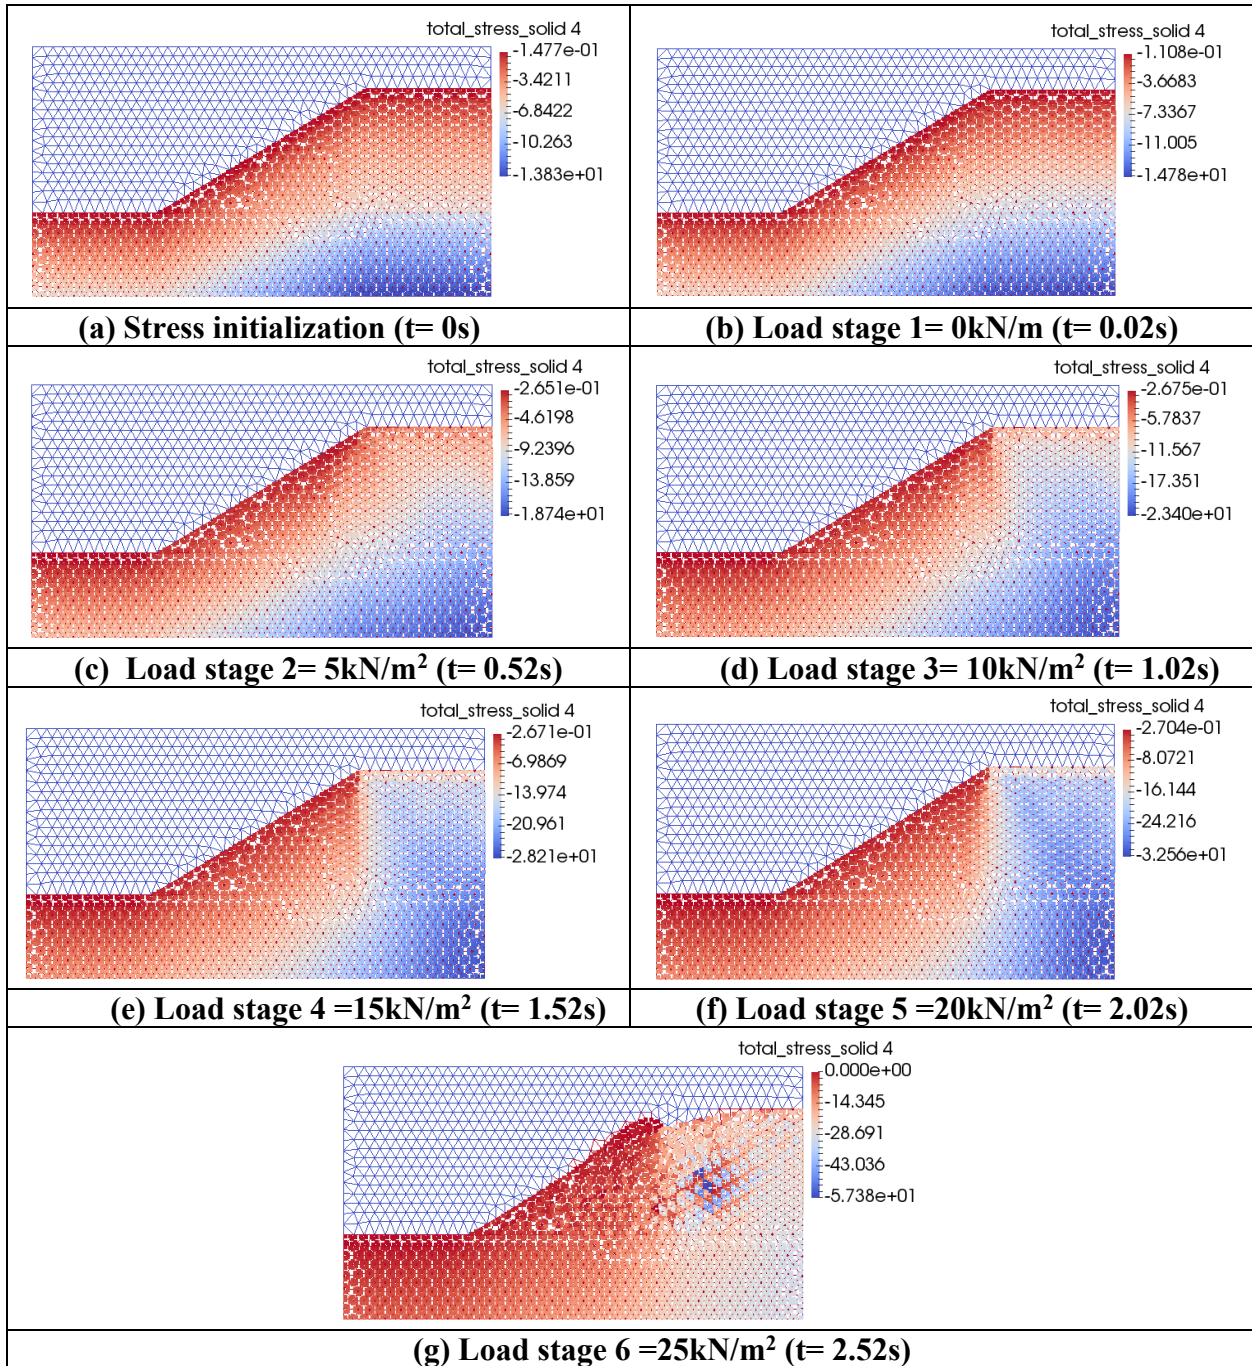 total_stress_solid 4
-1.477e-01
-3.4211
-6.8422
-10.263
-1.383e+01
(a) Stress initialization (t= 0s)
total_stress_solid 4
-1.108e-01
-3.6683
-7.3367
-11.005
-1.478e+01
(b) Load stage 1= 0kN/m (t= 0.02s)
total_stress_solid 4
-2.651e-01
-4.6198
-9.2396
-13.859
-1.874e+01
(c) Load stage 2= 5kN/m² (t= 0.52s)
total_stress_solid 4
-2.675e-01
-5.7837
-11.567
-17.351
-2.340e+01
(d) Load stage 3= 10kN/m² (t= 1.02s)
total_stress_solid 4
-2.671e-01
-6.9869
-13.974
-20.961
-2.821e+01
(e) Load stage 4 =15kN/m² (t= 1.52s)
total_stress_solid 4
-2.704e-01
-8.0721
-16.144
-24.216
-3.256e+01
(f) Load stage 5 =20kN/m² (t= 2.02s)
total_stress_solid 4
0.000e+00
-14.345
-28.691
-43.036
-5.738e+01
(g) Load stage 6 =25kN/m² (t= 2.52s)